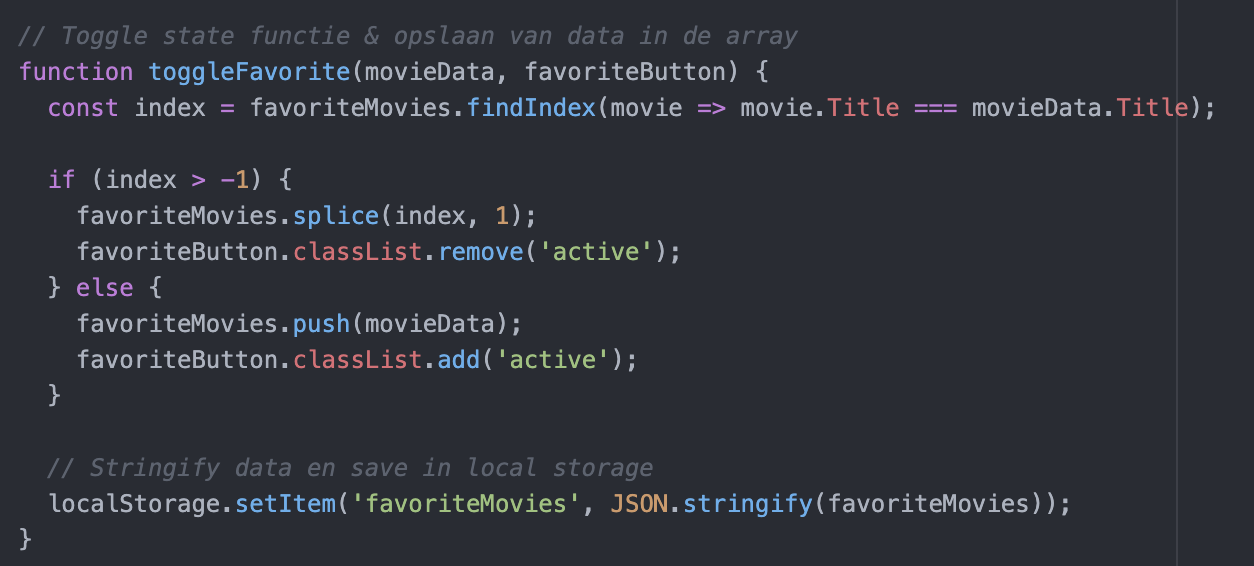 // Toggle state functie & opslaan van data in de array
function toggleFavorite(movieData, favoriteButton) {
  const index = favoriteMovies.findIndex(movie => movie.Title === movieData.Title);

  if (index > -1) {
    favoriteMovies.splice(index, 1);
    favoriteButton.classList.remove('active');
  } else {
    favoriteMovies.push(movieData);
    favoriteButton.classList.add('active');
  }

  // Stringify data en save in local storage
  localStorage.setItem('favoriteMovies', JSON.stringify(favoriteMovies));
}